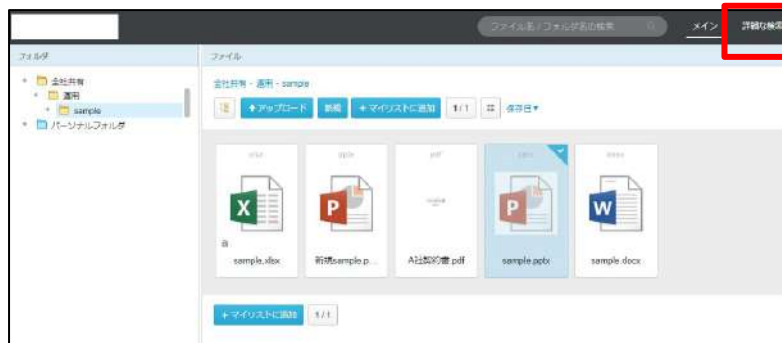 ファイル名 / フォルダ名の検索
メイン
詳細な検索
フォルダ
ファイル
全社共有
運用
sample
パーソナルフォルダ
全社共有 - 運用 - sample
アップロード
新規
+ マイリストに追加
1 / 1
保存日▼
xlsx
pptx
pdf
pptx
docx
sample.xlsx
新規sample.p...
A社契約書.pdf
sample.pptx
sample.docx
+ マイリストに追加
1 / 1